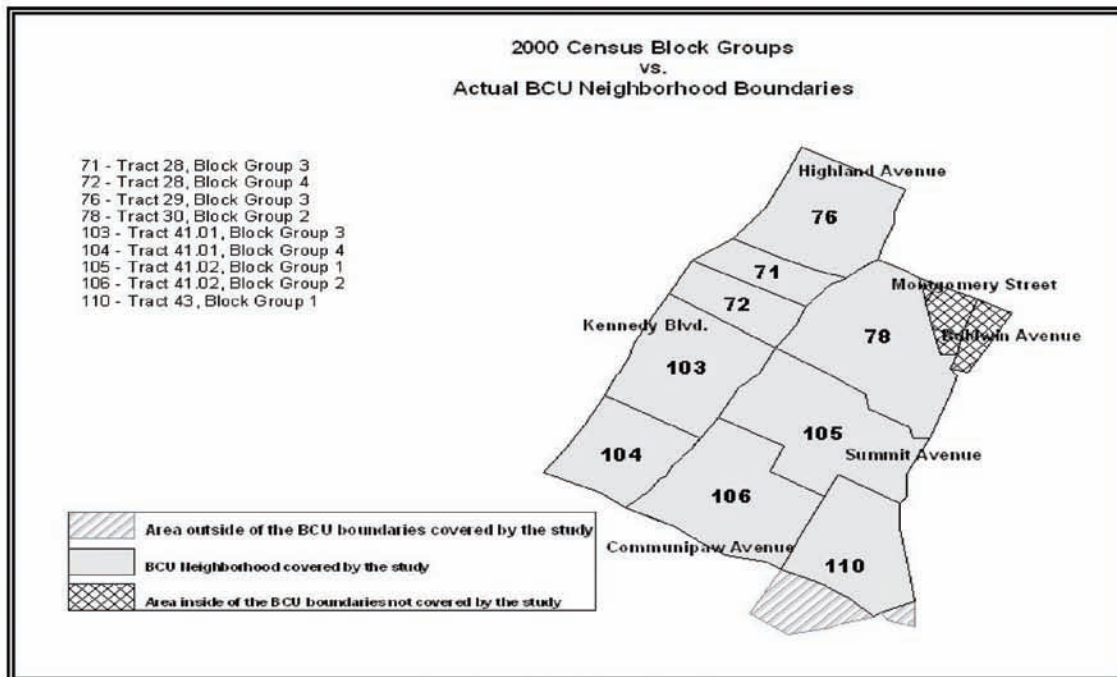 2000 Census Block Groups
vs.
Actual BCU Neighborhood Boundaries
71 - Tract 28, Block Group 3
72 - Tract 28, Block Group 4
76 - Tract 29, Block Group 3
78 - Tract 30, Block Group 2
103 - Tract 41.01, Block Group 3
104 - Tract 41.01, Block Group 4
105 - Tract 41.02, Block Group 1
106 - Tract 41.02, Block Group 2
110 - Tract 43, Block Group 1
Highland Avenue
76
71
Montgomery Street
72
Kennedy Blvd.
78
Baldwin Avenue
103
105
104
Summit Avenue
106
Communipaw Avenue
110
Area outside of the BCU boundaries covered by the study
BCU Neighborhood covered by the study
Area inside of the BCU boundaries not covered by the study